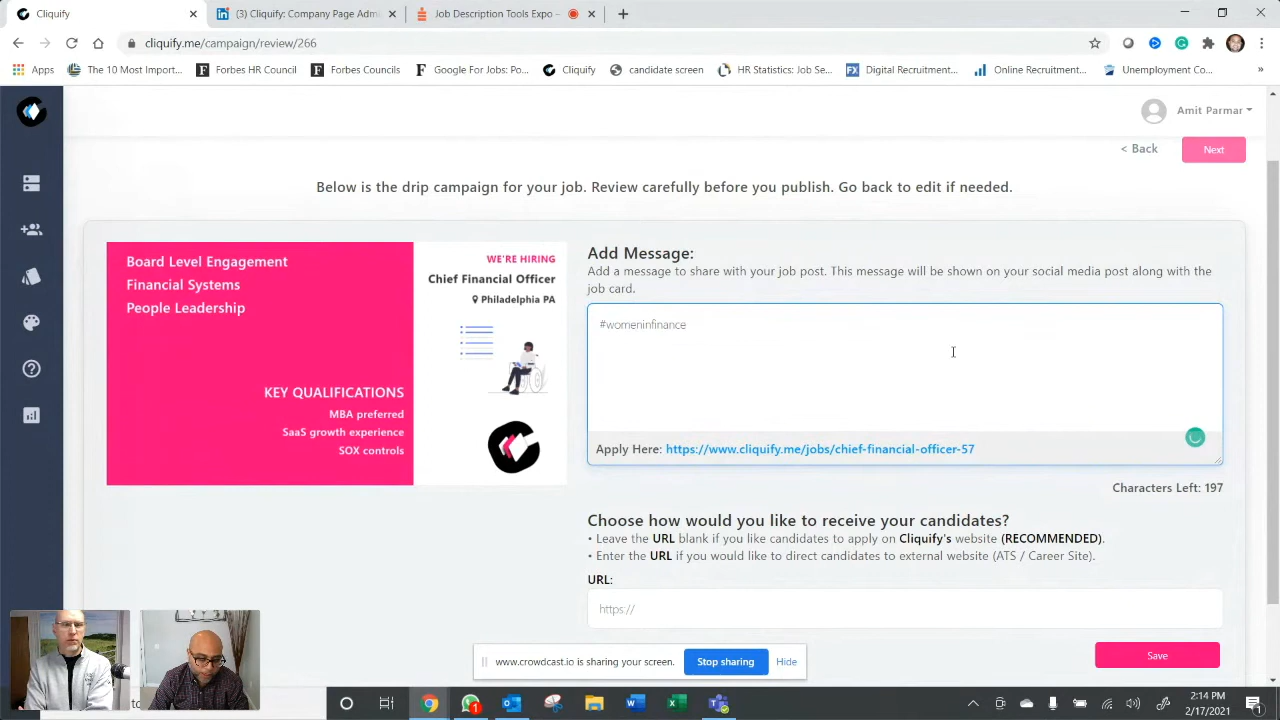 Cliquify
(3) Cliquify: Company Page Adm
Job Description Tools Expo -
cliquify.me/campaign/review/266
Apps
The 10 Most Import...
Forbes HR Council
Forbes Councils
Google For Jobs: Po...
Cliquify
candidate screen
HR Statistics: Job Se...
Digital Recruitment...
Online Recruitment...
Unemployment Co...
»
Amit Parmar
< Back
Next
Below is the drip campaign for your job. Review carefully before you publish. Go back to edit if needed.
Board Level Engagement
Financial Systems
People Leadership
KEY QUALIFICATIONS
MBA preferred
SaaS growth experience
SOX controls
WE'RE HIRING
Chief Financial Officer
Philadelphia PA
Add Message:
Add a message to share with your job post. This message will be shown on your social media post along with the
job card.
#womeninfinance
Apply Here: https://www.cliquify.me/jobs/chief-financial-officer-57
Characters Left: 197
Choose how would you like to receive your candidates?
• Leave the URL blank if you like candidates to apply on Cliquify's website (RECOMMENDED).
• Enter the URL if you would like to direct candidates to external website (ATS / Career Site).
URL:
https://
Save
www.crowdcast.io is sharing your screen.
Stop sharing
Hide
2:14 PM
2/17/2021